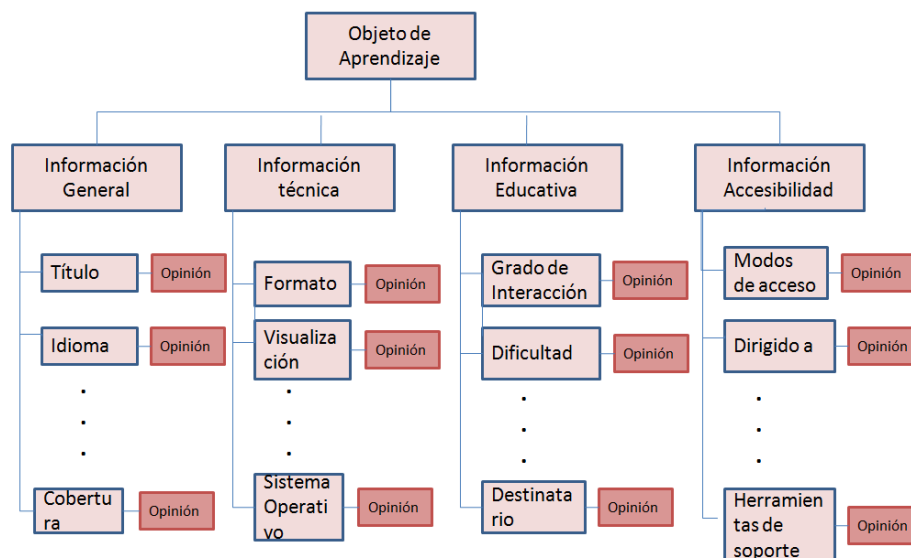 Objeto de
Aprendizaje
Información
General
Información
técnica
Información
Educativa
Información
Accesibilidad
Título
Opinión
Formato
Opinión
Grado de
Interacción
Opinión
Modos
de acceso
Opinión
Idioma
Opinión
Visualiza
ción
Opinión
Dificultad
Opinión
Dirigido a
Opinión
Cobertu
ra
Opinión
Sistema
Operati
vo
Opinión
Destinata
rio
Opinión
Herramien
tas de
soporte
Opinión